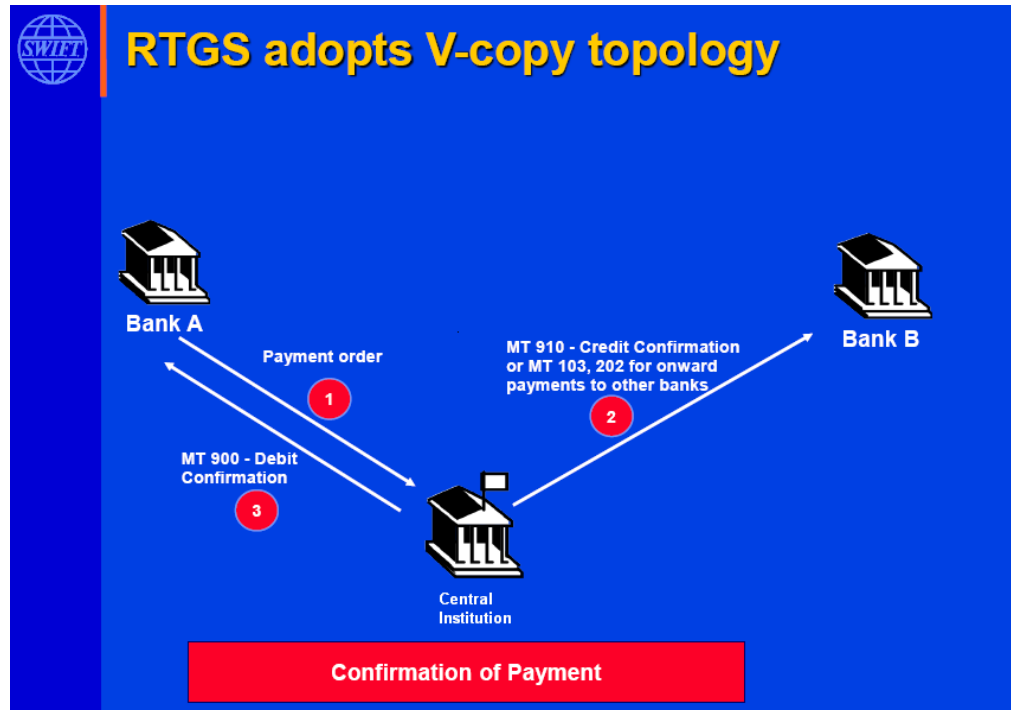 SWIFT
RTGS adopts V-copy topology
Bank A
Bank B
Payment order
1
MT 910 - Credit Confirmation
or MT 103, 202 for onward
payments to other banks
2
MT 900 - Debit
Confirmation
3
Central
Institution
Confirmation of Payment